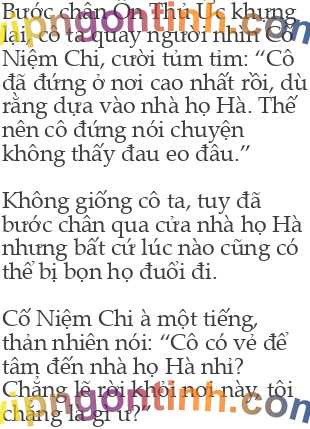 Bước chân Ôn Thủ Ức khựng
lại, cô ta quay người nhìn Cố
Niệm Chi, cười tủm tỉm: “Cô
đã đứng ở nơi cao nhất rồi, dù
rằng dựa vào nhà họ Hà. Thế
nên cô đứng nói chuyện
không thấy đau eo đâu.”

Không giống cô ta, tuy đã
bước chân qua cửa nhà họ Hà
nhưng bất cứ lúc nào cũng có
thể bị bọn họ đuổi đi.

Cố Niệm Chi à một tiếng,
thản nhiên nói: “Cô có vẻ để
tâm đến nhà họ Hà nhỉ?
Chẳng lẽ rời khỏi nơi này, tôi
chẳng là gì ư?”
vipngontinh.com
vipngontinh.com
vipngontinh.com